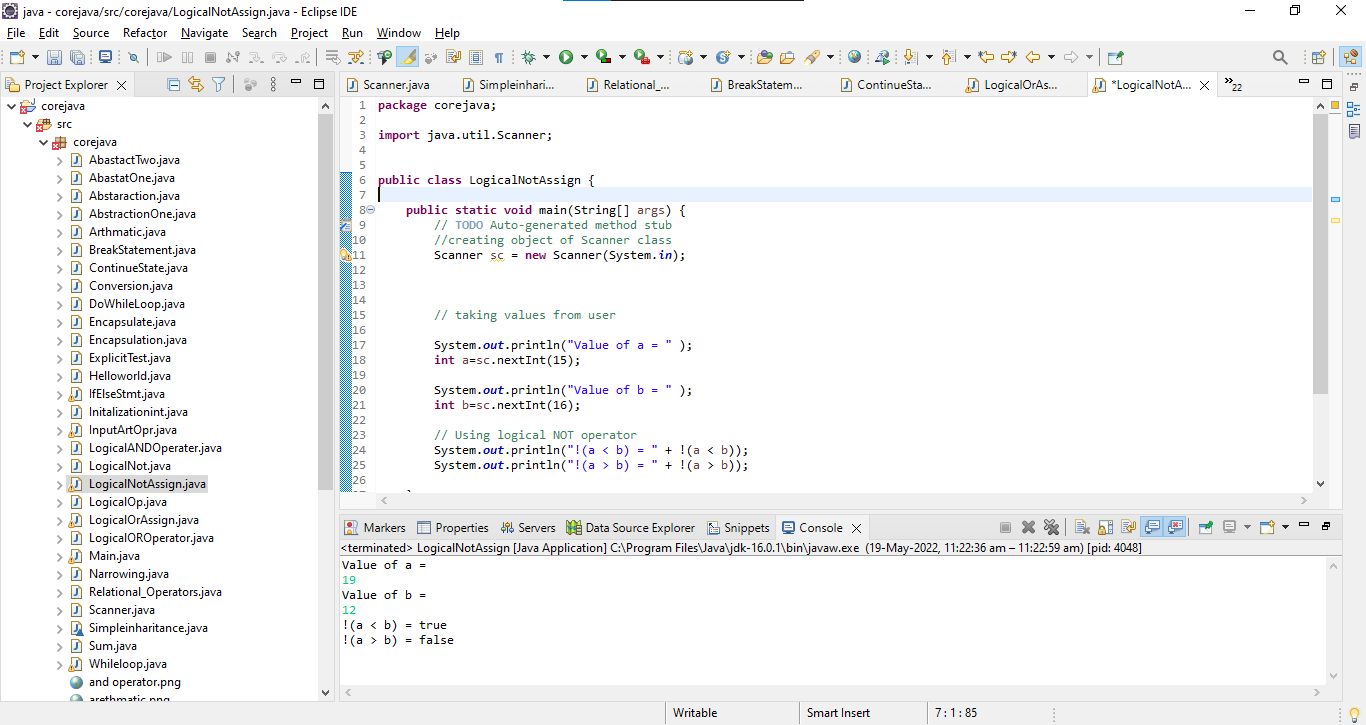 java - corejava/src/corejava/LogicalNotAssign.java - Eclipse IDE
File Edit Source Refactor Navigate Search Project Run Window Help
Project Explorer
corejava
src
corejava
AbastactTwo.java
AbastatOne.java
Abstaraction.java
AbstractionOne.java
Arthmatic.java
BreakStatement.java
ContinueState.java
Conversion.java
DoWhileLoop.java
Encapsulate.java
Encapsulation.java
ExplicitTest.java
Helloworld.java
IfElseStmt.java
Initalizationint.java
InputArtOpr.java
LogicalANDOperater.java
LogicalNot.java
LogicalNotAssign.java
LogicalOp.java
LogicalOrAssign.java
LogicalOROperator.java
Main.java
Narrowing.java
Relational_Operators.java
Scanner.java
Simpleinharitance.java
Sum.java
Whileloop.java
and operator.png
arethmatic.png
Scanner.java Simpleinhari... Relational_... BreakStatem... ContinueSta... LogicalOrAs... *LogicalNotA... »22
1 package corejava;
2
3 import java.util.Scanner;
4
5
6 public class LogicalNotAssign {
7
8 public static void main(String[] args) {
9 // TODO Auto-generated method stub
10 //creating object of Scanner class
11 Scanner sc = new Scanner(System.in);
12
13
14
15 // taking values from user
16
17 System.out.println("Value of a = " );
18 int a=sc.nextInt(15);
19
20 System.out.println("Value of b = " );
21 int b=sc.nextInt(16);
22
23 // Using logical NOT operator
24 System.out.println("!(a < b) = " + !(a < b));
25 System.out.println("!(a > b) = " + !(a > b));
26
Markers Properties Servers Data Source Explorer Snippets Console
<terminated> LogicalNotAssign [Java Application] C:\Program Files\Java\jdk-16.0.1\bin\javaw.exe (19-May-2022, 11:22:36 am – 11:22:59 am) [pid: 4048]
Value of a =
19
Value of b =
12
!(a < b) = true
!(a > b) = false
Writable Smart Insert 7 : 1 : 85